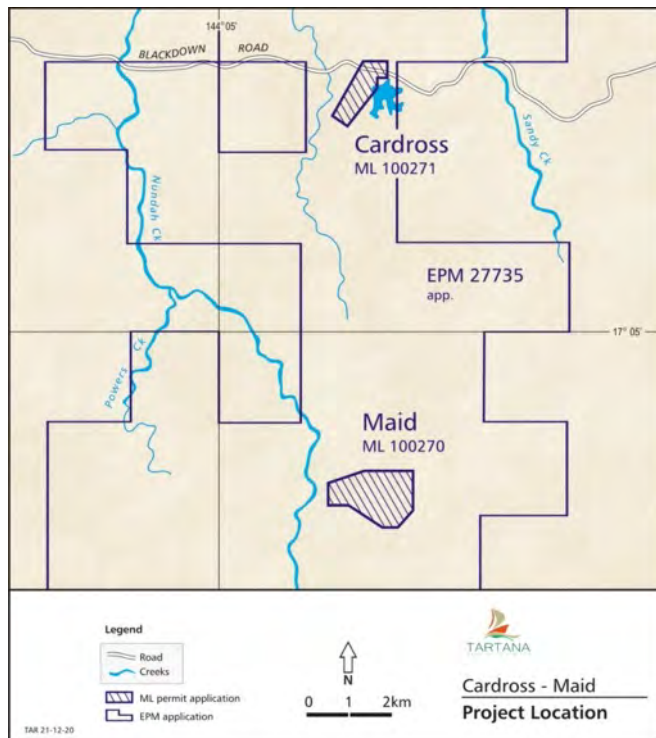 144° 05'
BLACKDOWN ROAD
Sandy Ck
Cardross
ML 100271
Nundah Ck
EPM 27735
app.
17° 05'
Powers Ck
Maid
ML 100270
Legend
Road
Creeks
ML permit application
EPM application
N
0 1 2km
TARTANA
Cardross - Maid
Project Location
TAR 21-12-20